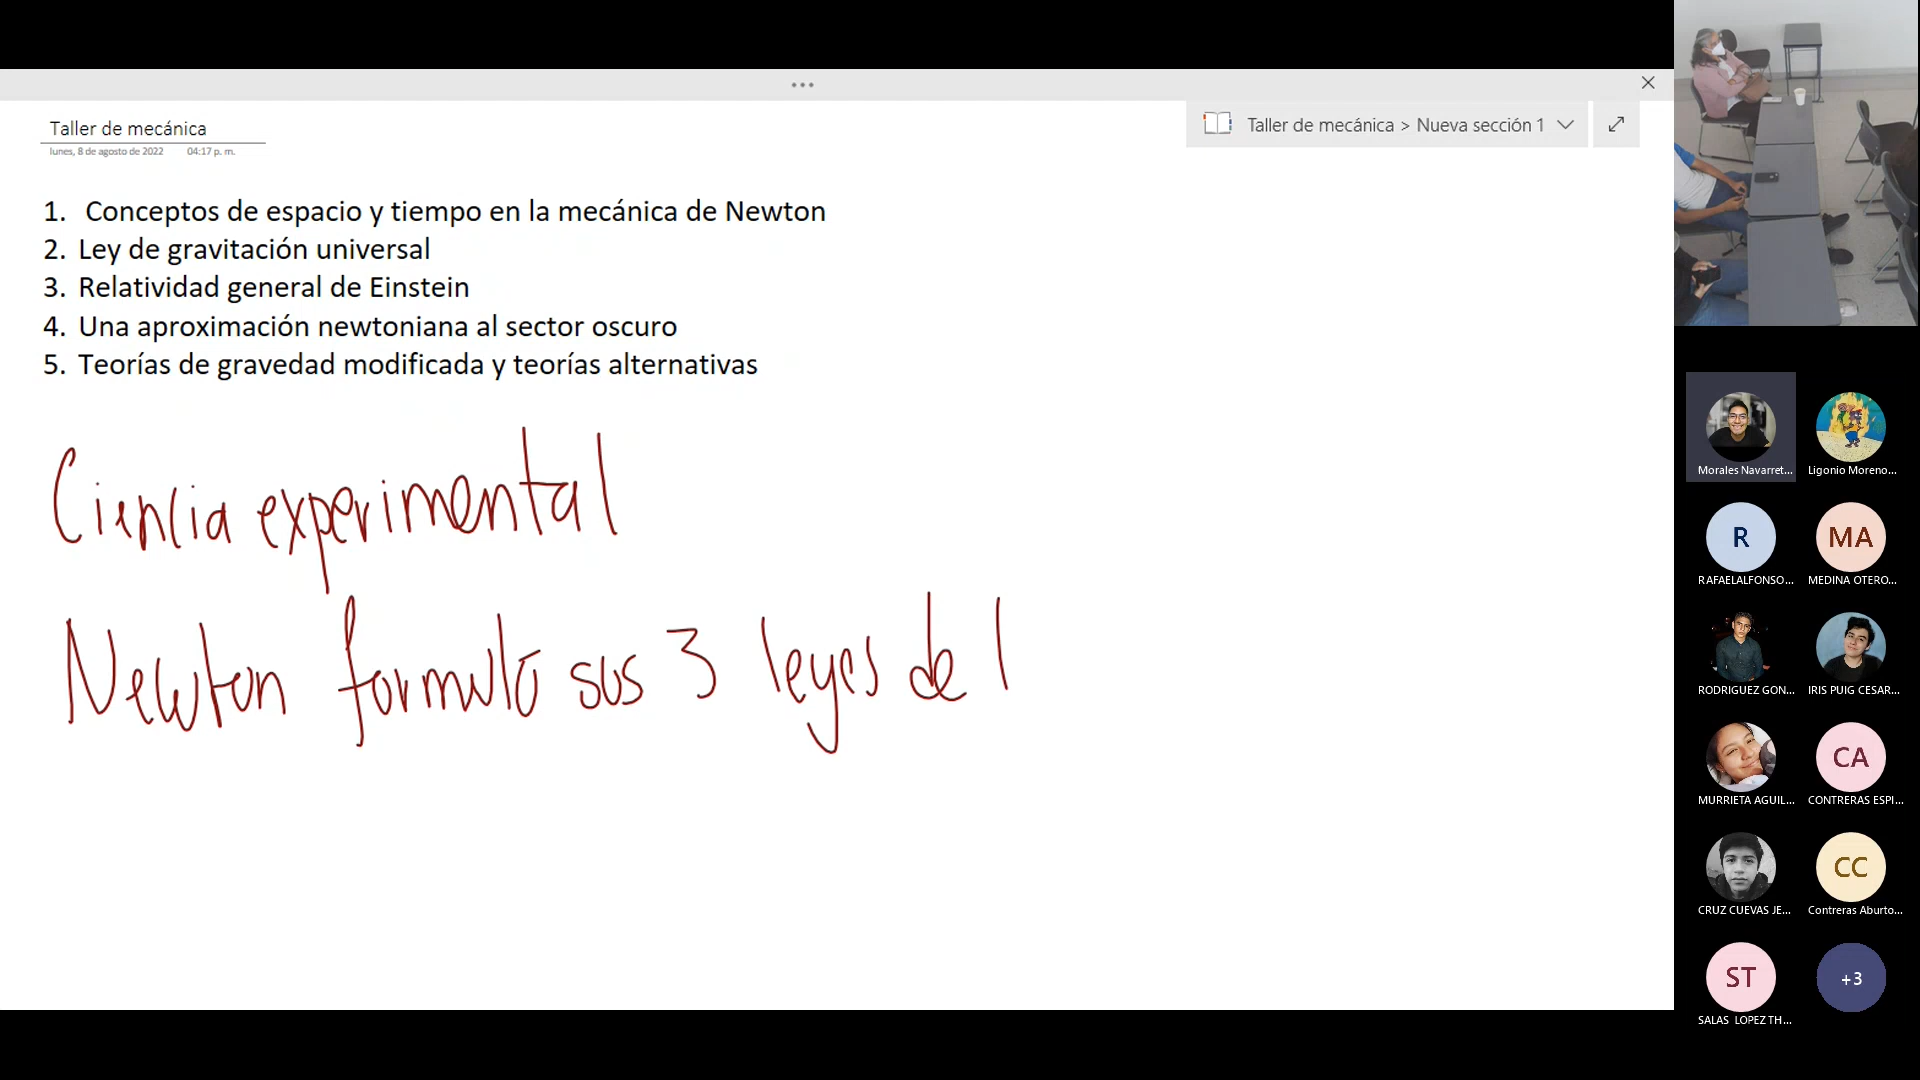 Taller de mecánica
lunes, 8 de agosto de 2022 04:17 p. m.
Taller de mecánica > Nueva sección 1
1. Conceptos de espacio y tiempo en la mecánica de Newton
2. Ley de gravitación universal
3. Relatividad general de Einstein
4. Una aproximación newtoniana al sector oscuro
5. Teorías de gravedad modificada y teorías alternativas
Ciencia experimental
Newton formuló sus 3 leyes de l
Morales Navarret... Ligonio Moreno...
R MA
RAFAELALFONSO... MEDINA OTERO...
RODRIGUEZ GON... IRIS PUIG CESAR...
CA
MURRIETA AGUIL... CONTRERAS ESPI...
CC
CRUZ CUEVAS JE... Contreras Aburto...
ST +3
SALAS LOPEZ TH...